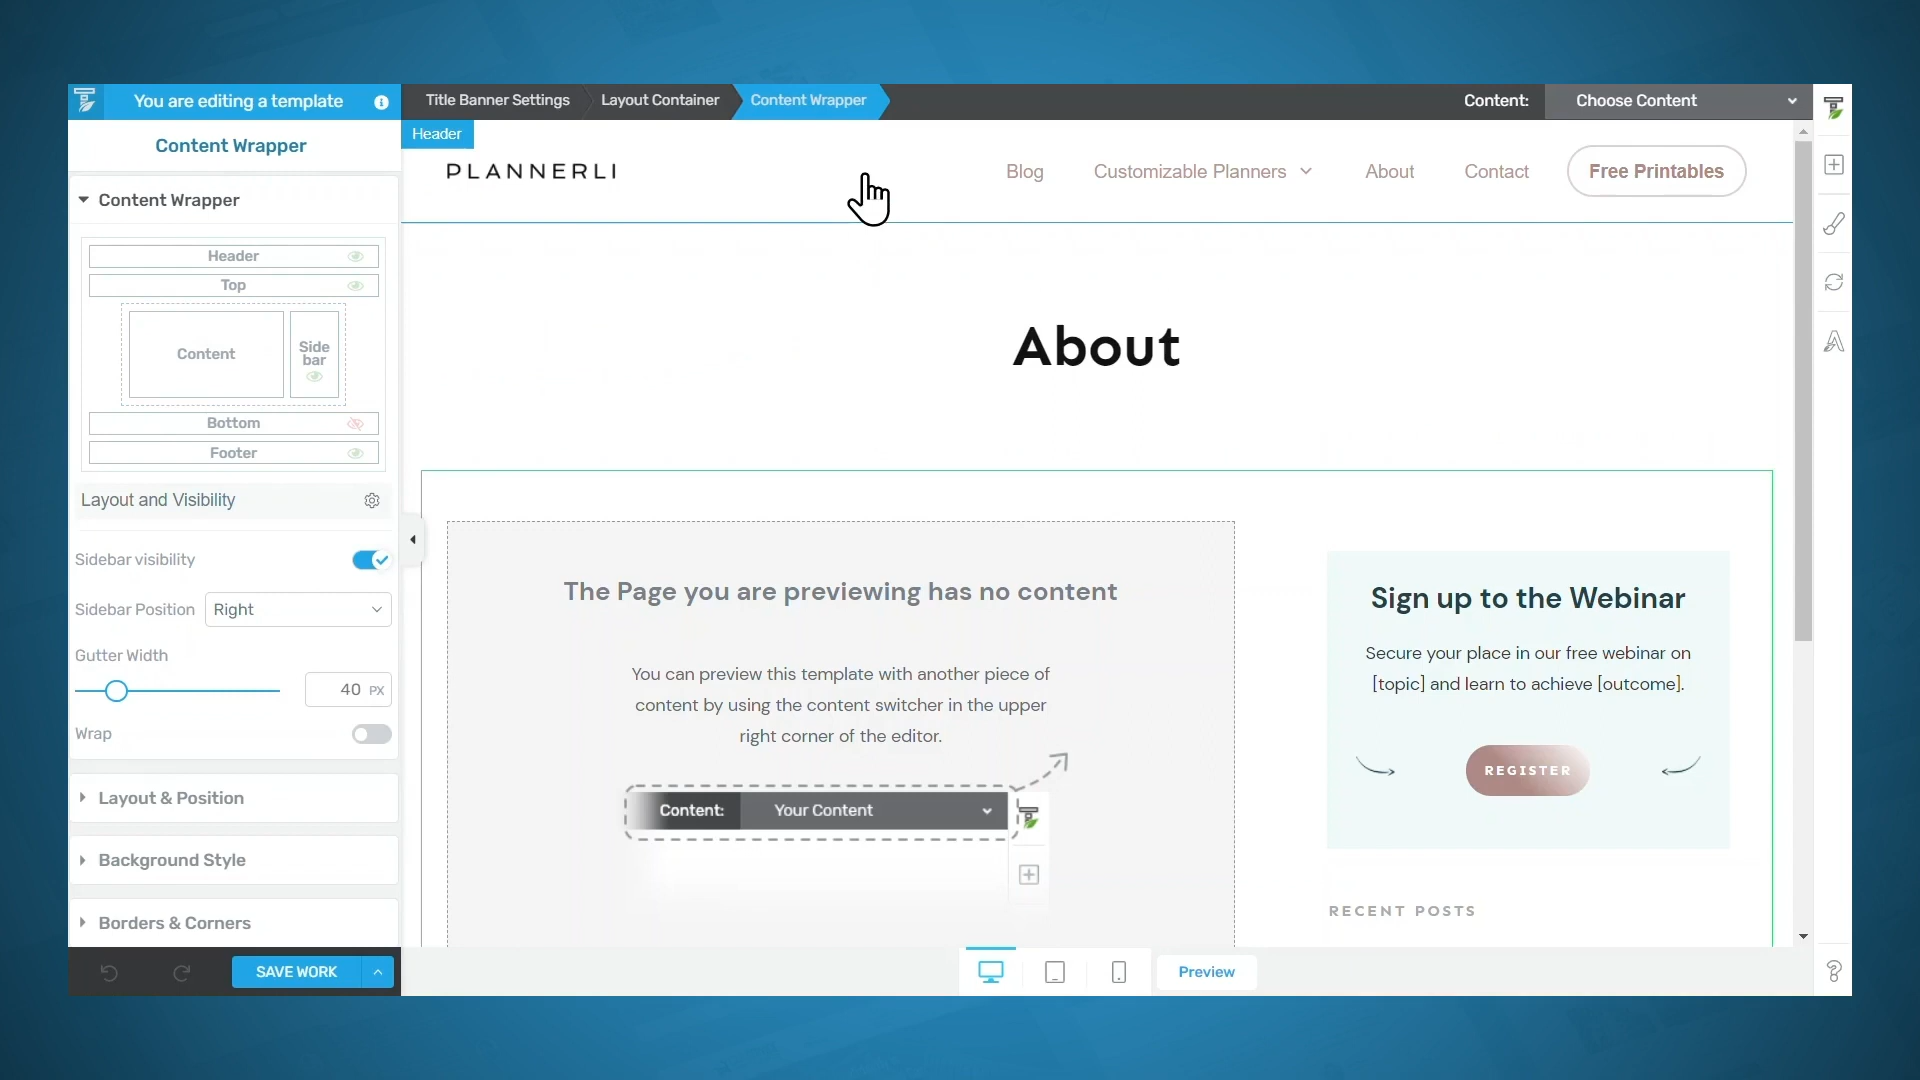 You are editing a template
Title Banner Settings
Layout Container
Content Wrapper
Content:
Choose Content
Content Wrapper
Header
PLANNERLI
Blog
Customizable Planners
About
Contact
Free Printables
Content Wrapper
Header
Top
Content
Side
bar
Bottom
Footer
Layout and Visibility
Sidebar visibility
Sidebar Position
Right
Gutter Width
40 PX
Wrap
Layout & Position
Background Style
Borders & Corners
SAVE WORK
About
The Page you are previewing has no content
You can preview this template with another piece of
content by using the content switcher in the upper
right corner of the editor.
Content:
Your Content
Sign up to the Webinar
Secure your place in our free webinar on
[topic] and learn to achieve [outcome].
REGISTER
RECENT POSTS
Preview